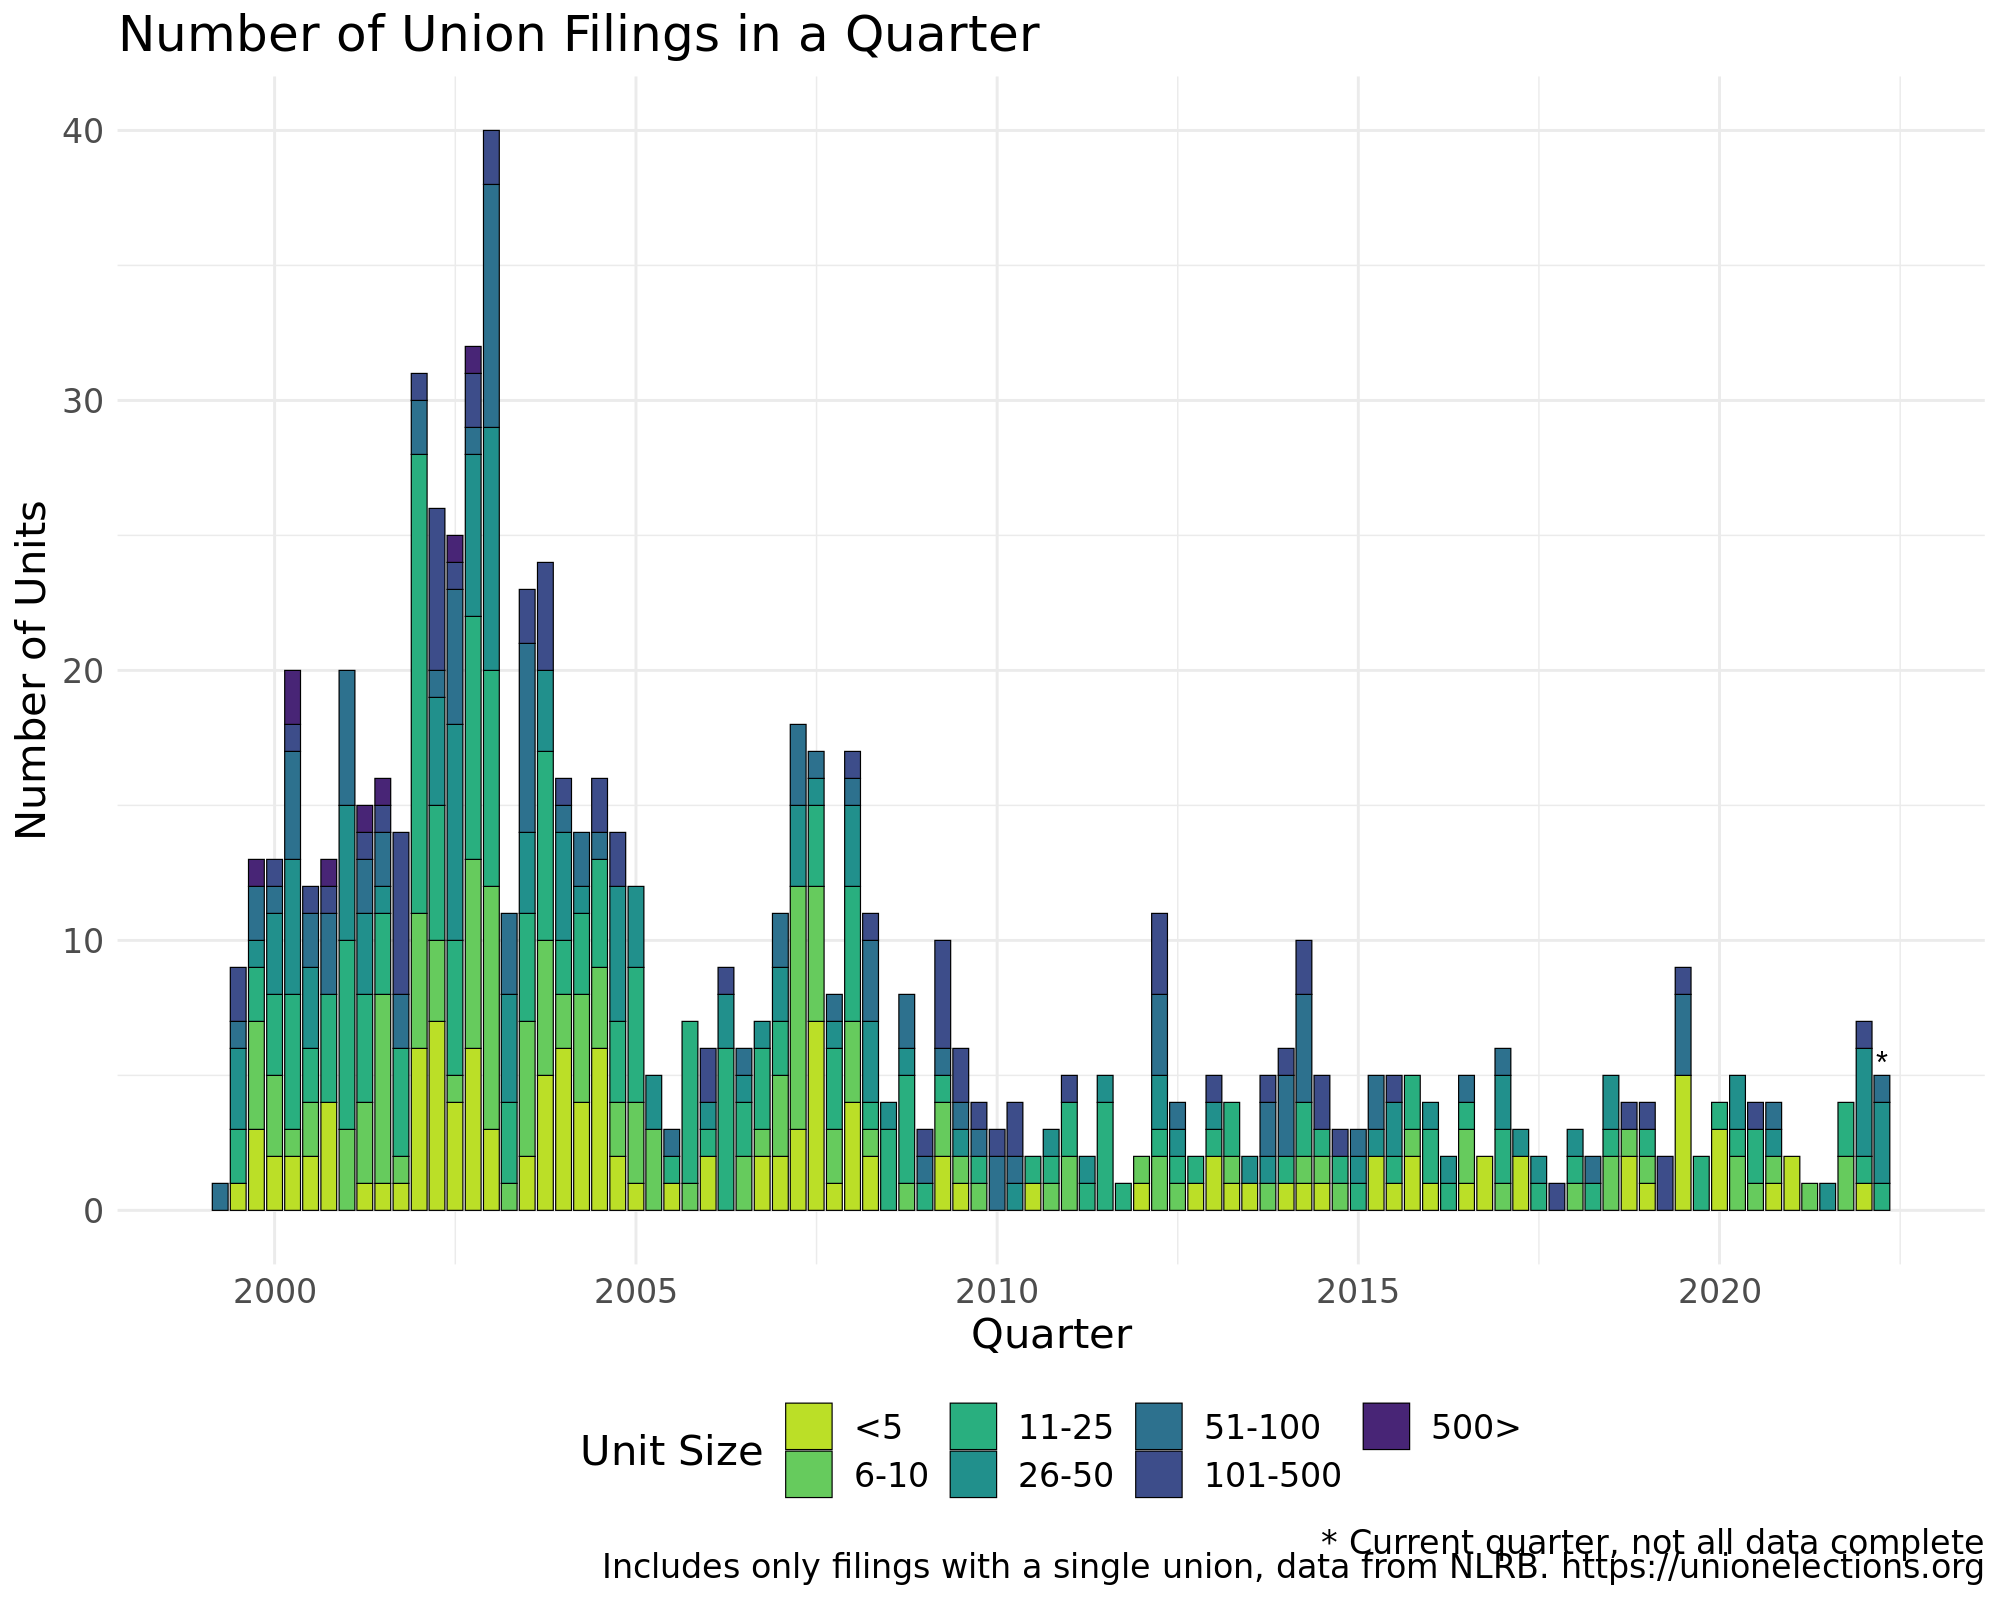 Number of Union Filings in a Quarter
Number of Units
40
30
20
10
0
*
2000 2005 2010 2015 2020
Quarter
Unit Size
<5 11-25 51-100 500>
6-10 26-50 101-500
* Current quarter, not all data complete
Includes only filings with a single union, data from NLRB. https://unionelections.org